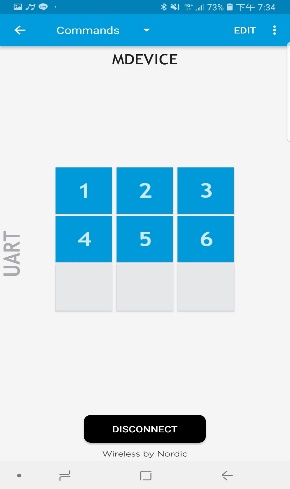 73% 下午 7:34
Commands EDIT
MDEVICE
UART
1 2 3
4 5 6
DISCONNECT
Wireless by Nordic